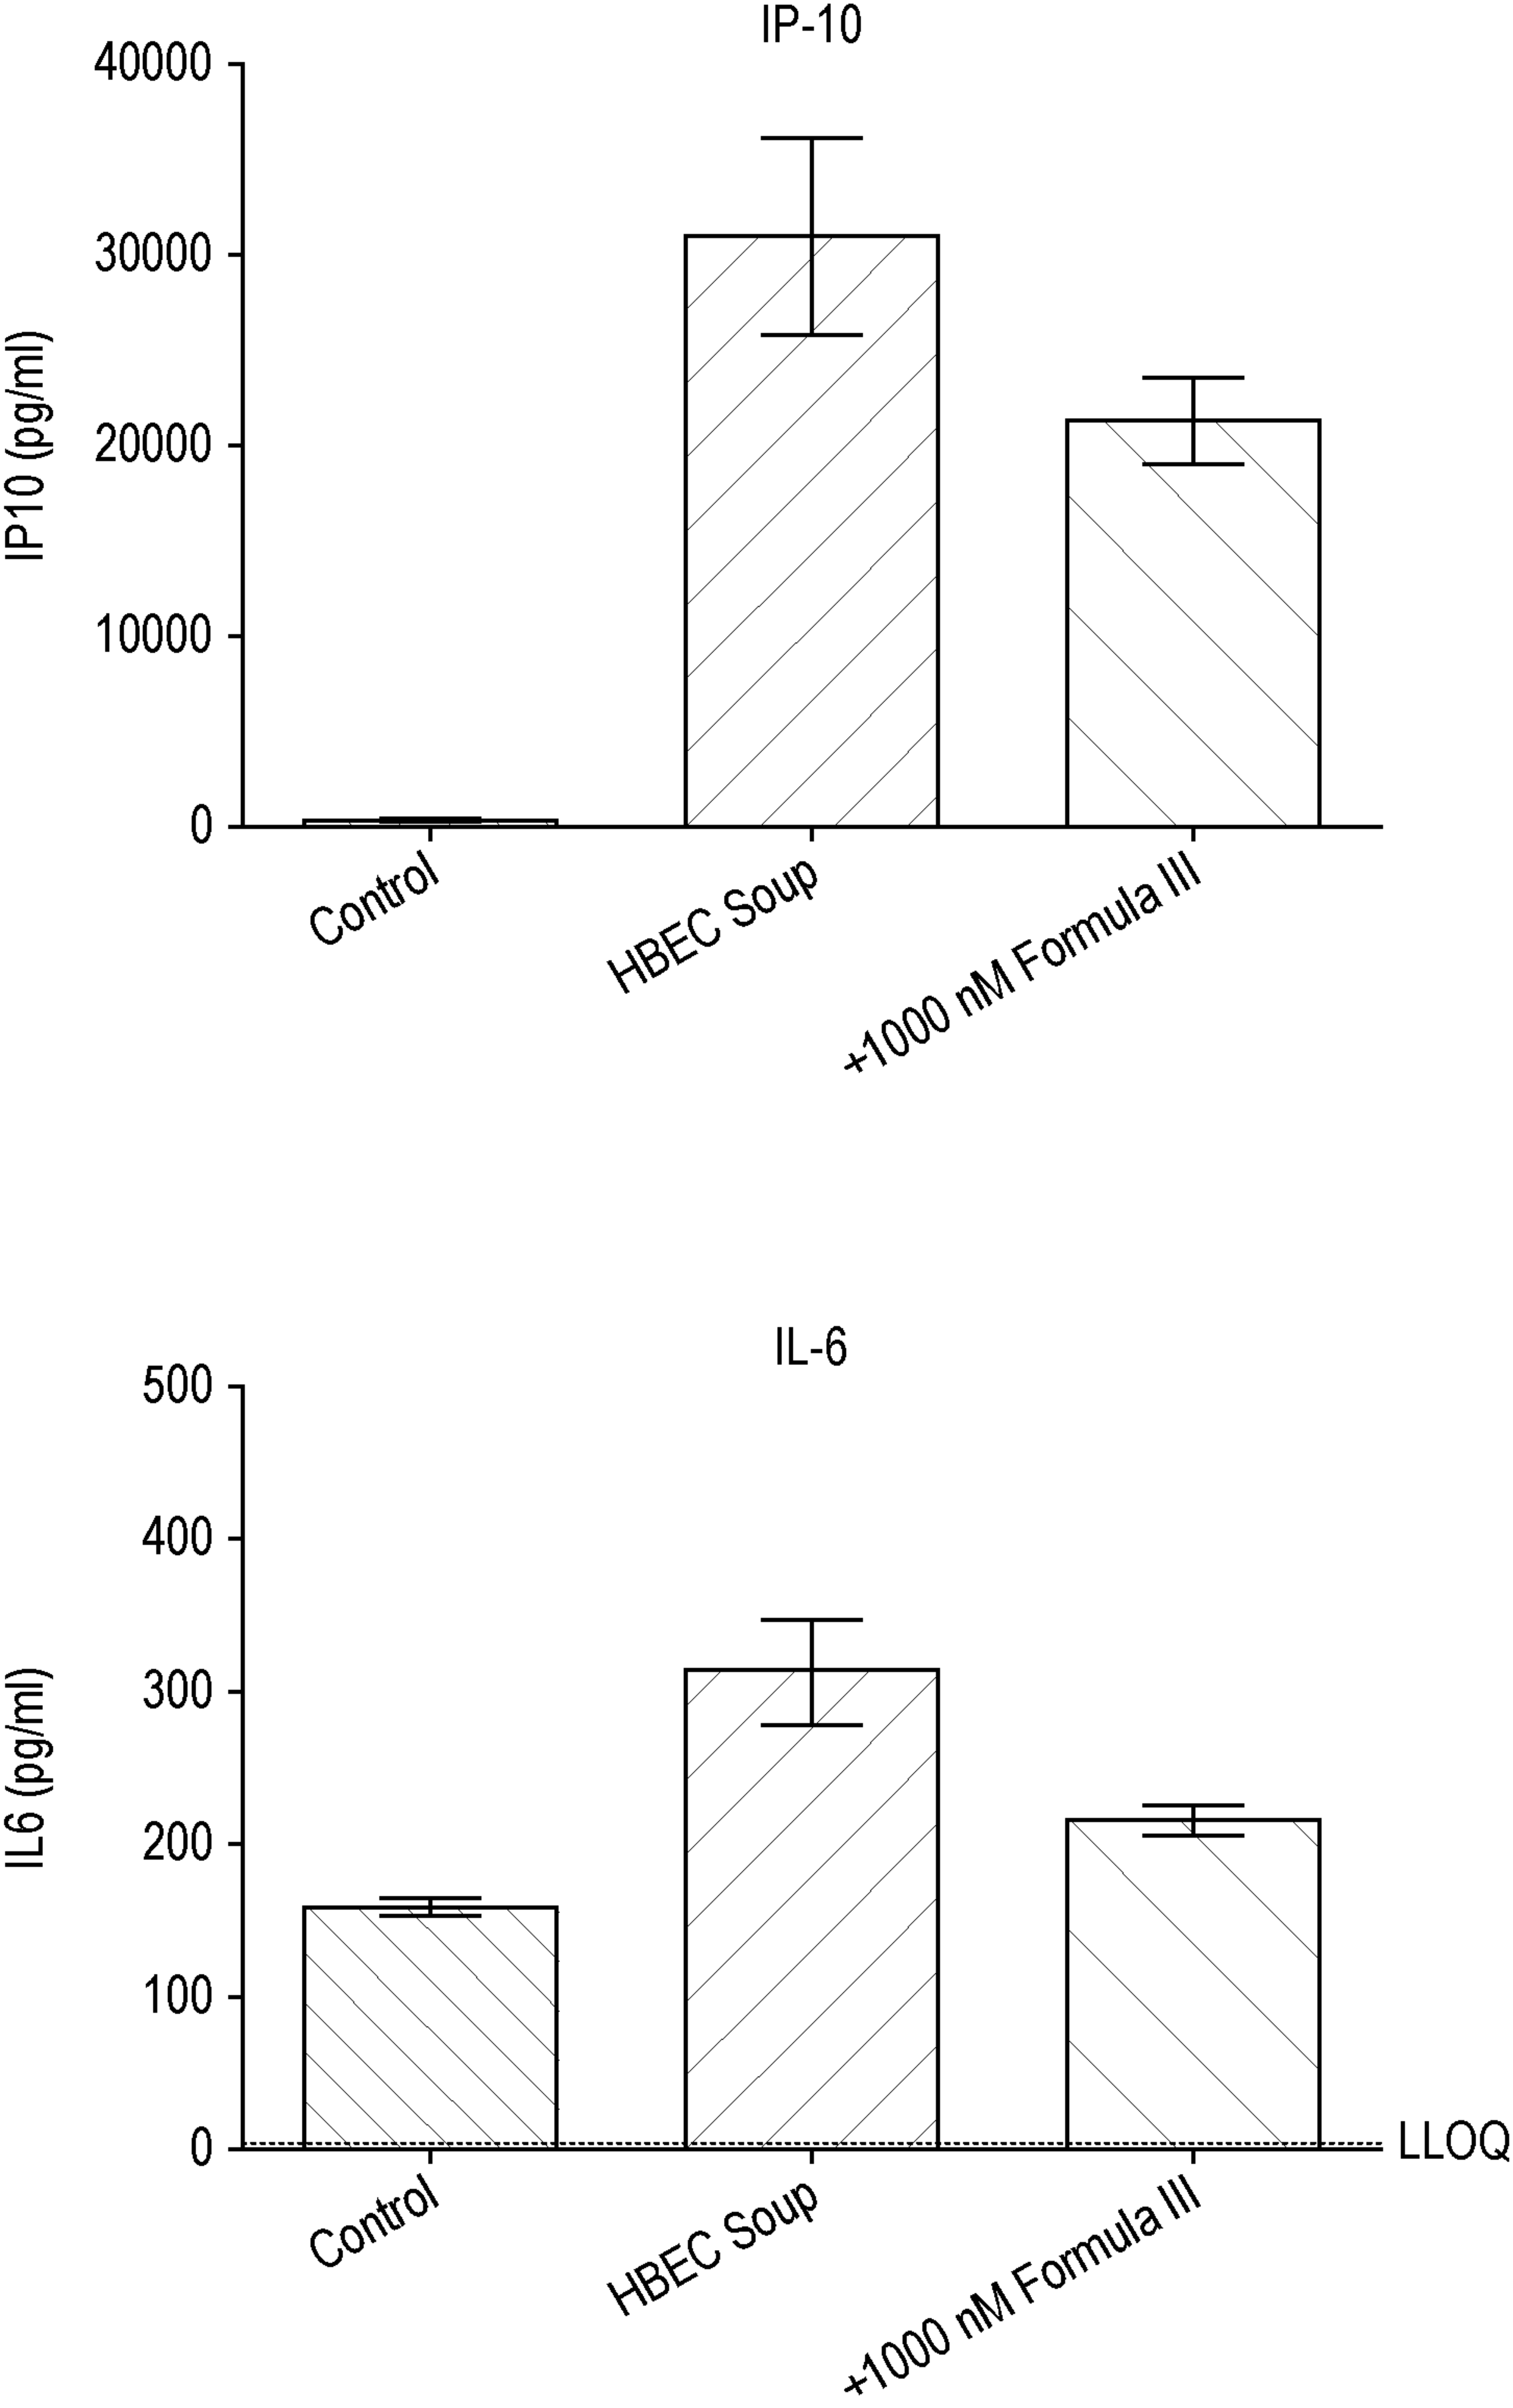 IP-10
IP10 (pg/ml)
40000
30000
20000
10000
0
Control
HBEC Soup
+1000 nM Formula III
IL-6
IL6 (pg/ml)
500
400
300
200
100
0
LLOQ
Control
HBEC Soup
+1000 nM Formula III